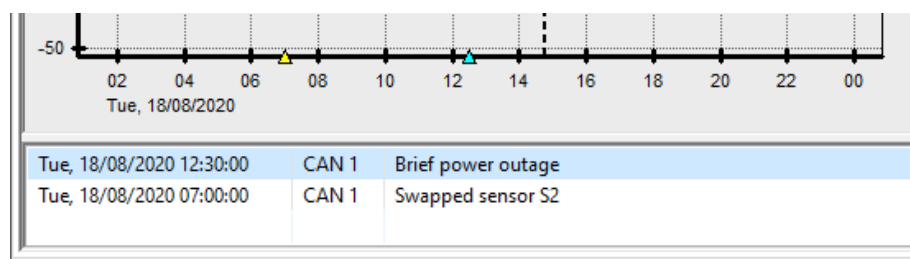 -50
02 04 06 08 10 12 14 16 18 20 22 00
Tue, 18/08/2020
Tue, 18/08/2020 12:30:00 CAN 1 Brief power outage
Tue, 18/08/2020 07:00:00 CAN 1 Swapped sensor S2